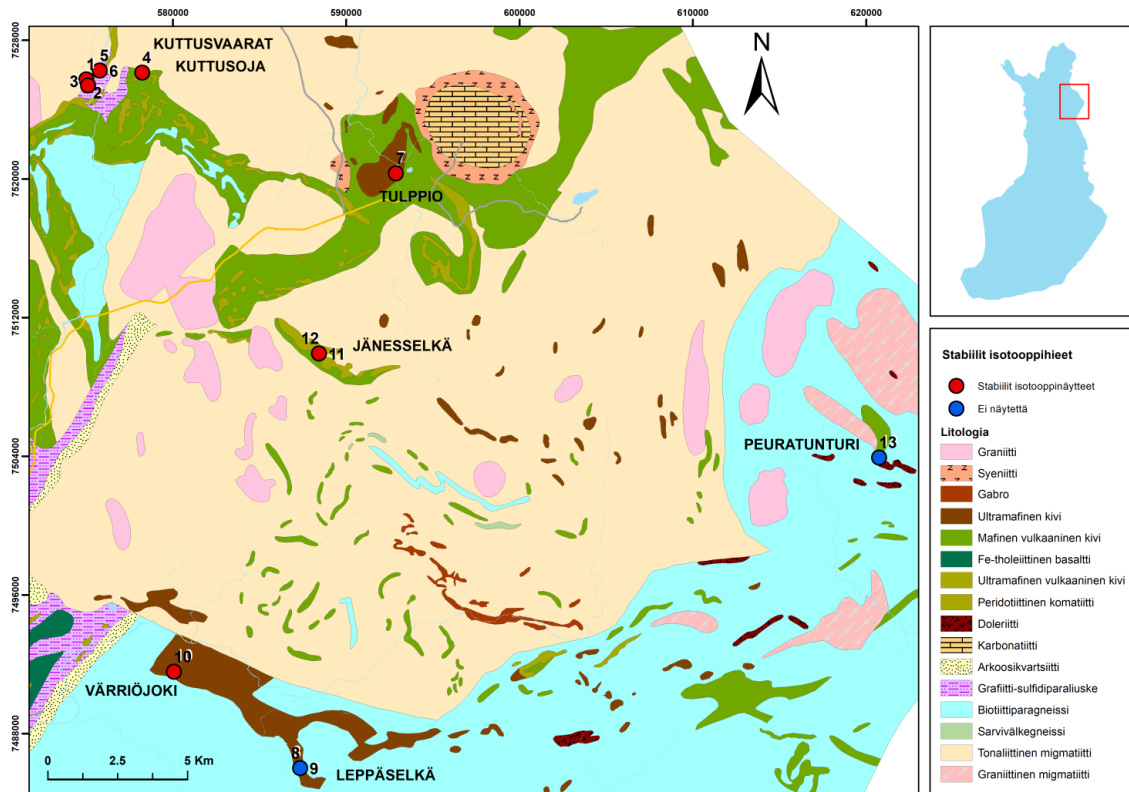 580000 590000 600000 610000 620000
7528000
7520000
7512000
7504000
7496000
7488000
KUTTUSVAARAT
KUTTUSOJA
1
5
4
3
6
2
N
7
TULPPIO
12
11
JÄNESSELKÄ
PEURATUNTURI
13
10
VÄRRIÖJOKI
8
9
LEPPÄSELKÄ
0 2.5 5 Km
Stabiilit isotooppihieet
Stabiilit isotooppinäytteet
Ei näytettä
Litologia
Graniitti
Syeniitti
Gabro
Ultramafinen kivi
Mafinen vulkaaninen kivi
Fe-tholeiittinen basaltti
Ultramafinen vulkaaninen kivi
Peridotiittinen komatiitti
Doleriitti
Karbonatiitti
Arkoosikvartsiitti
Grafiitti-sulfidiparaliuske
Biotiittiparagneissi
Sarvivälkegneissi
Tonaliittinen migmatiitti
Graniittinen migmatiitti